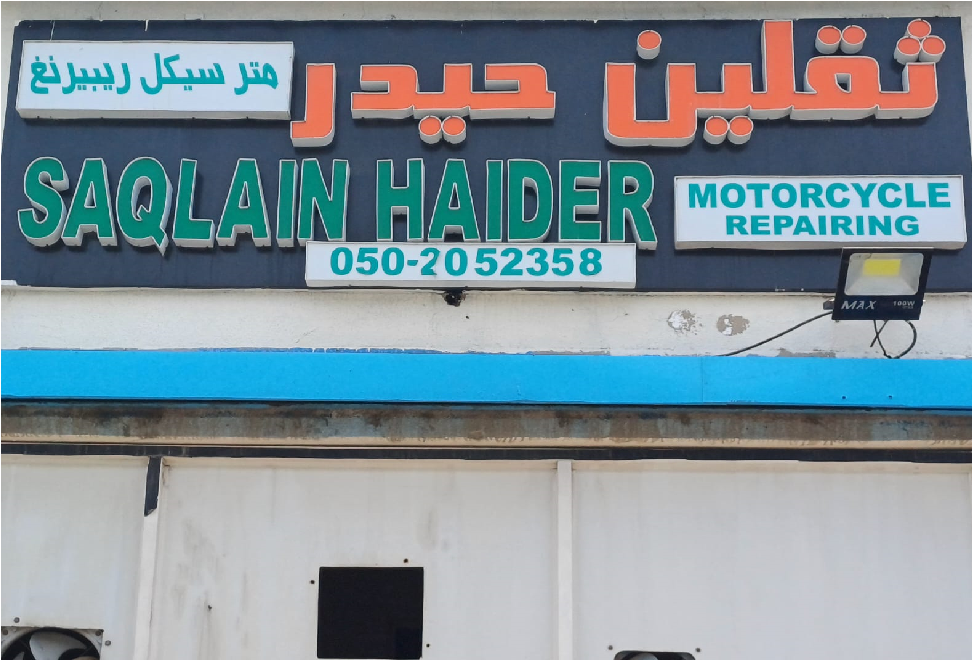 ثقلين حيدر
متر سيكل ريبيرنغ
SAQLAIN HAIDER
MOTORCYCLE
REPAIRING
050-2052358
MAX 100W